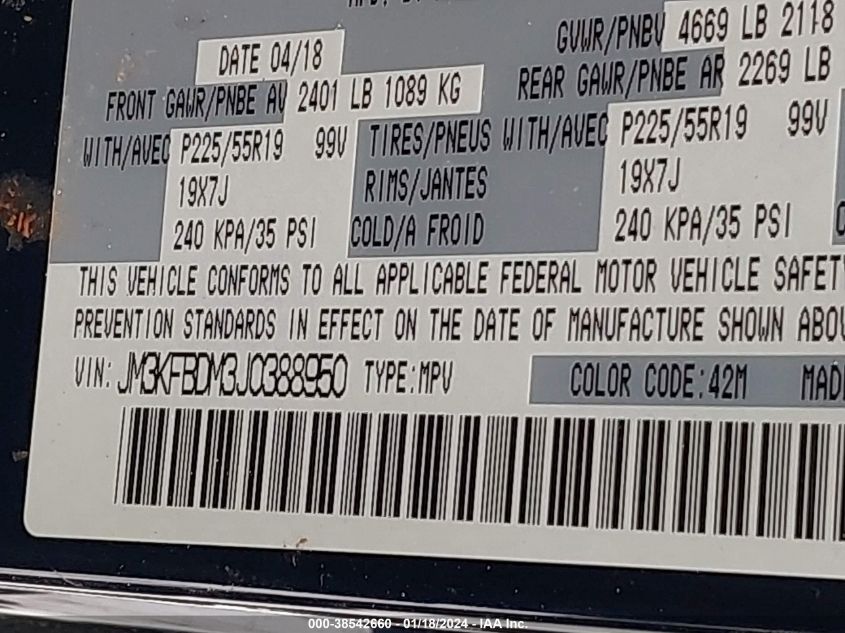 DATE 04/18 GVWR/PNBV 4669 LB 2118
FRONT GAWR/PNBE AV 2401 LB 1089 KG REAR GAWR/PNBE AR 2269 LB
WITH/AVEC P225/55R19 99V TIRES/PNEUS WITH/AVEC P225/55R19 99V
19X7J RIMS/JANTES 19X7J
240 KPA/35 PSI COLD/A FROID 240 KPA/35 PSI
THIS VEHICLE CONFORMS TO ALL APPLICABLE FEDERAL MOTOR VEHICLE SAFETY
PREVENTION STANDARDS IN EFFECT ON THE DATE OF MANUFACTURE SHOWN ABOV
VIN: JM3KFBDM3J0388950 TYPE:MPV COLOR CODE:42M MAD
000-38542660 - 01/18/2024 - IAA Inc.